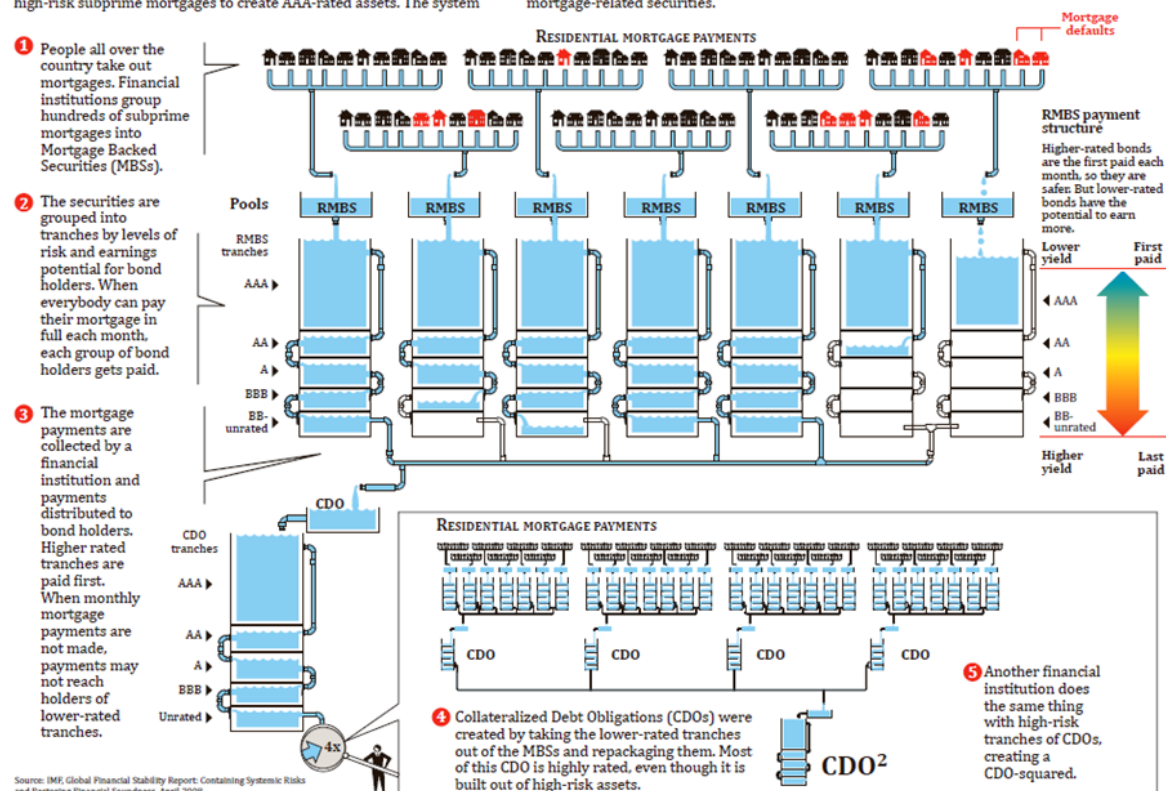 high-risk subprime mortgages to create AAA-rated assets. The system
mortgage-related securities.
1 People all over the
country take out
mortgages. Financial
institutions group
hundreds of subprime
mortgages into
Mortgage Backed
Securities (MBSs).
RESIDENTIAL MORTGAGE PAYMENTS
Mortgage
defaults
RMBS payment
structure
Higher-rated bonds
are the first paid each
month, so they are
safer. But lower-rated
bonds have the
potential to earn
more.
Lower
yield
First
paid
AAA
AA
A
BBB
BB-
unrated
Higher
yield
Last
paid
2 The securities are
grouped into
tranches by levels of
risk and earnings
potential for bond
holders. When
everybody can pay
their mortgage in
full each month,
each group of bond
holders gets paid.
Pools
RMBS
RMBS
RMBS
RMBS
RMBS
RMBS
RMBS
RMBS
tranches
AAA
AA
A
BBB
BB-
unrated
3 The mortgage
payments are
collected by a
financial
institution and
payments
distributed to
bond holders.
Higher rated
tranches are
paid first.
When monthly
mortgage
payments are
not made,
payments may
not reach
holders of
lower-rated
tranches.
CDO
CDO
tranches
AAA
AA
A
BBB
Unrated
4x
RESIDENTIAL MORTGAGE PAYMENTS
CDO
CDO
CDO
CDO
4 Collateralized Debt Obligations (CDOs) were
created by taking the lower-rated tranches
out of the MBSs and repackaging them. Most
of this CDO is highly rated, even though it is
built out of high-risk assets.
CDO²
5 Another financial
institution does
the same thing
with high-risk
tranches of CDOs,
creating a
CDO-squared.
Source: IMF, Global Financial Stability Report: Containing Systemic Risks
and Restoring Financial Soundness, April 2008